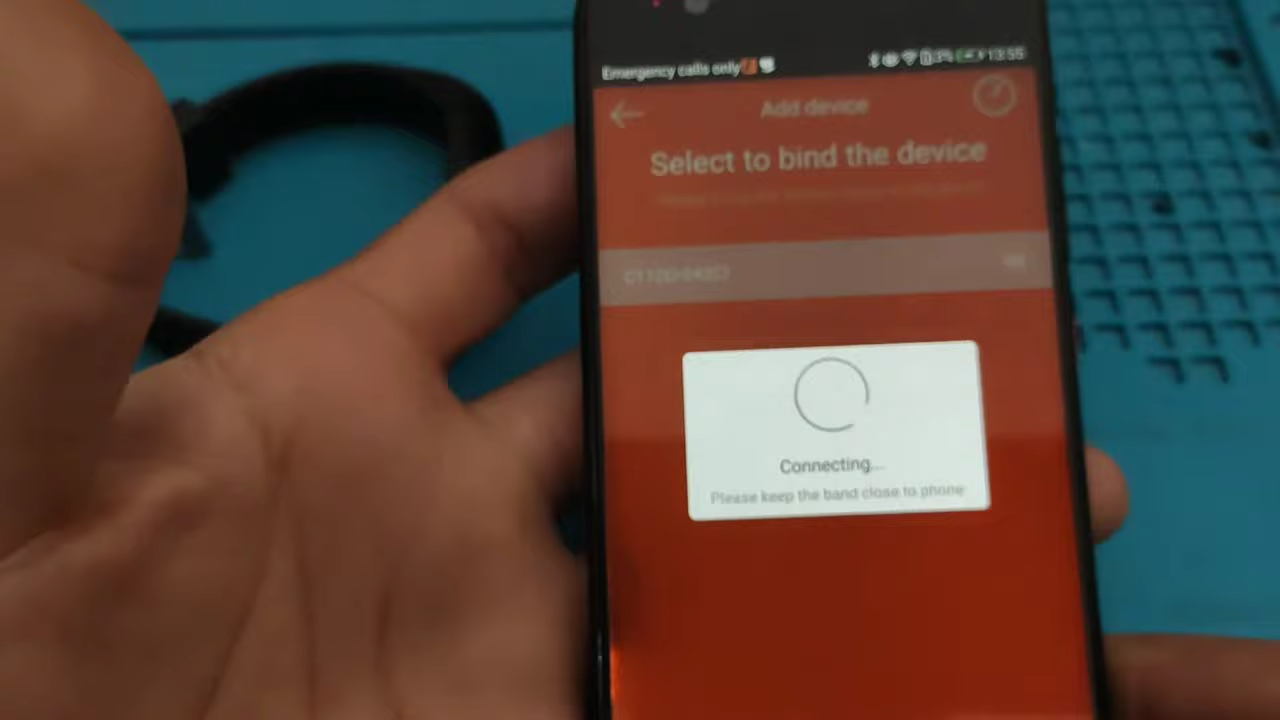 Emergency calls only
13:55
Add device
Select to bind the device
Connecting...
Please keep the band close to phone